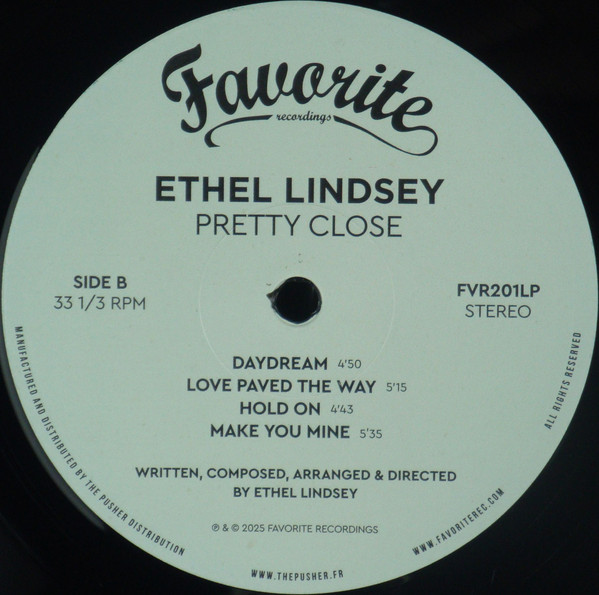 Favorite
recordings
ETHEL LINDSEY
PRETTY CLOSE
SIDE B
33 1/3 RPM
FVR201LP
STEREO
DAYDREAM 4'50
LOVE PAVED THE WAY 5'15
HOLD ON 4'43
MAKE YOU MINE 5'35
WRITTEN, COMPOSED, ARRANGED & DIRECTED
BY ETHEL LINDSEY
℗ & © 2025 FAVORITE RECORDINGS
MANUFACTURED AND DISTRIBUTED BY THE PUSHER DISTRIBUTION
WWW.THEPUSHER.FR
WWW.FAVORITEREC.COM
ALL RIGHTS RESERVED